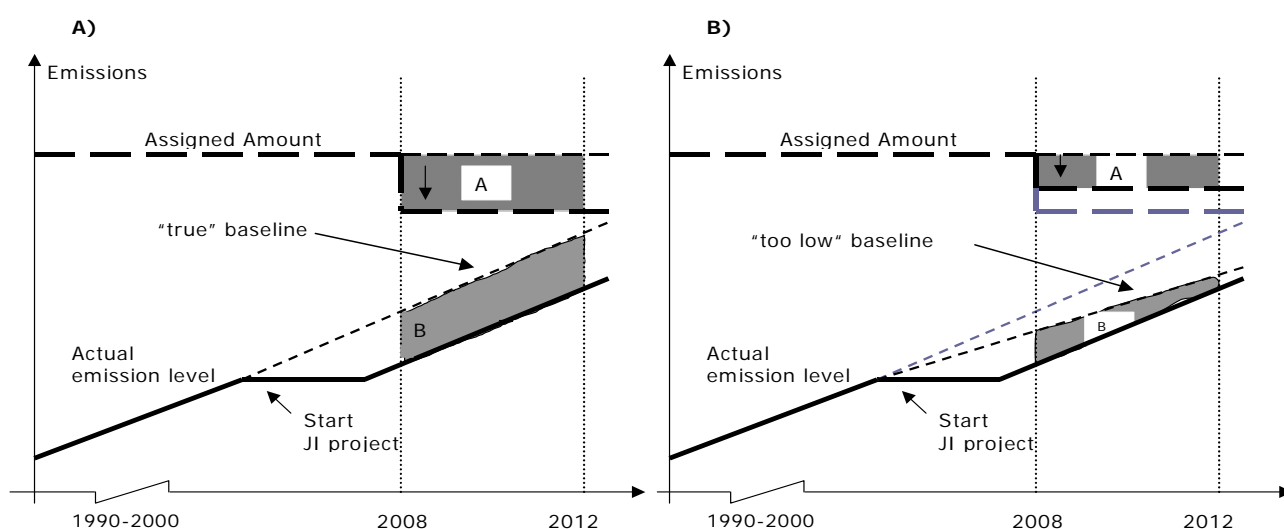 A)
Emissions
Assigned Amount
A
“true” baseline
B
Actual
emission level
Start
JI project
1990-2000
2008
2012
B)
Emissions
Assigned Amount
A
“too low“ baseline
B
Actual
emission level
Start
JI project
1990-2000
2008
2012